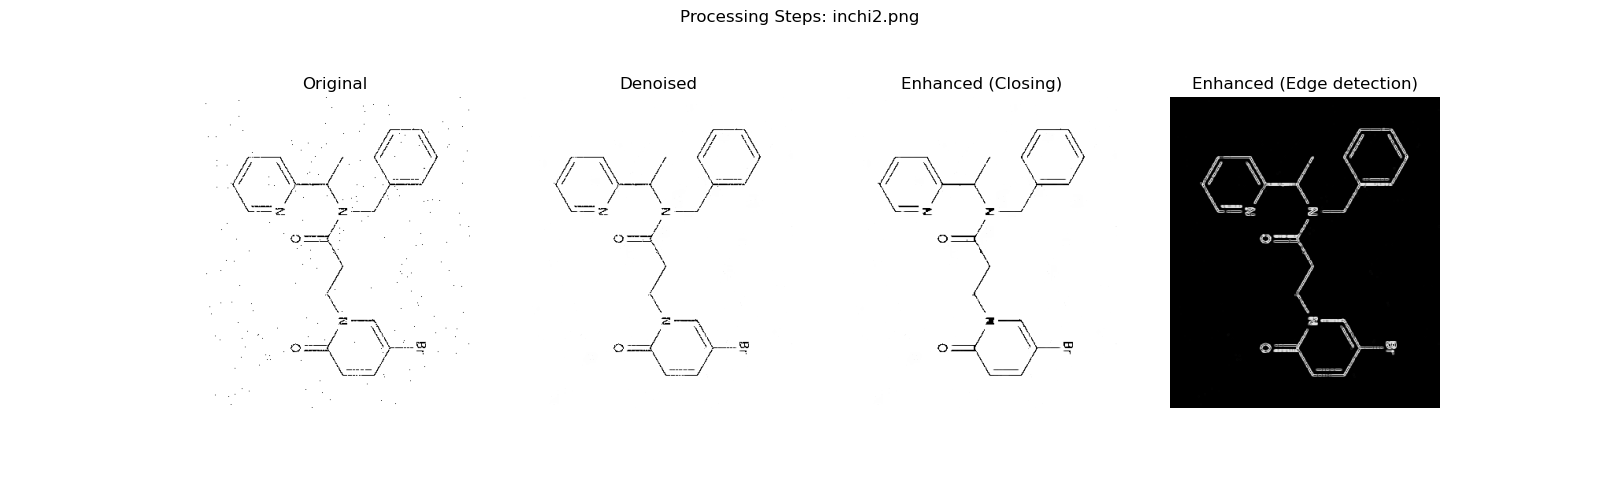 Processing Steps: inchi2.png
Original Denoised Enhanced (Closing) Enhanced (Edge detection)
N N N N
N N N N
O O O O
N N N N
O Br O Br O Br O Br